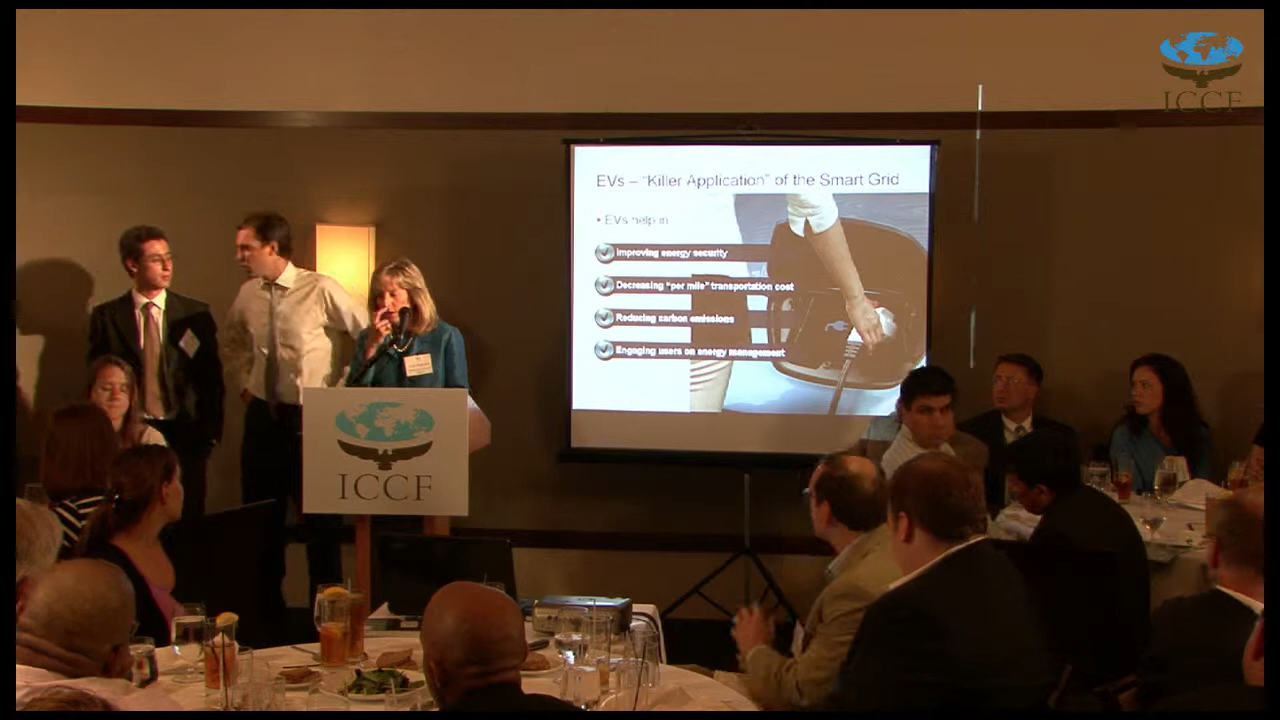 ICCF
EVs – "Killer Application" of the Smart Grid
• EVs help in
Improving energy security
Decreasing "per mile" transportation cost
Reducing carbon emissions
Engaging users on energy management
ICCF